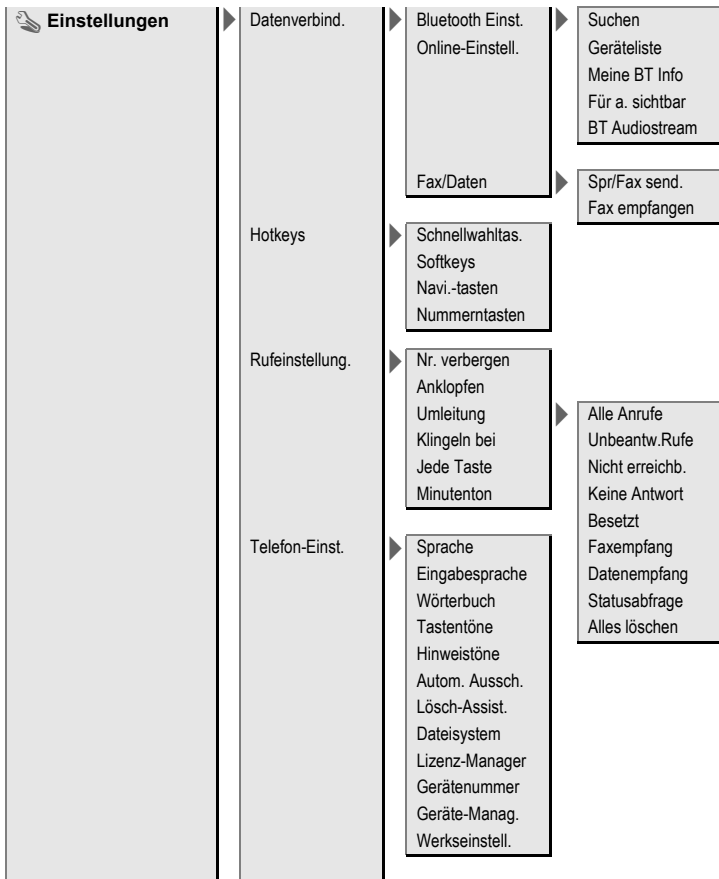 Einstellungen
Datenverbind.
Bluetooth Einst.
Suchen
Geräteliste
Meine BT Info
Für a. sichtbar
BT Audiostream
Online-Einstell.
Fax/Daten
Spr/Fax send.
Fax empfangen
Hotkeys
Schnellwahltas.
Softkeys
Navi.-tasten
Nummerntasten
Rufeinstellung.
Nr. verbergen
Anklopfen
Umleitung
Alle Anrufe
Unbeantw.Rufe
Nicht erreichb.
Keine Antwort
Besetzt
Faxempfang
Datenempfang
Statusabfrage
Alles löschen
Klingeln bei
Jede Taste
Minutenton
Telefon-Einst.
Sprache
Eingabesprache
Wörterbuch
Tastentöne
Hinweistöne
Autom. Aussch.
Lösch-Assist.
Dateisystem
Lizenz-Manager
Gerätenummer
Geräte-Manag.
Werkseinstell.